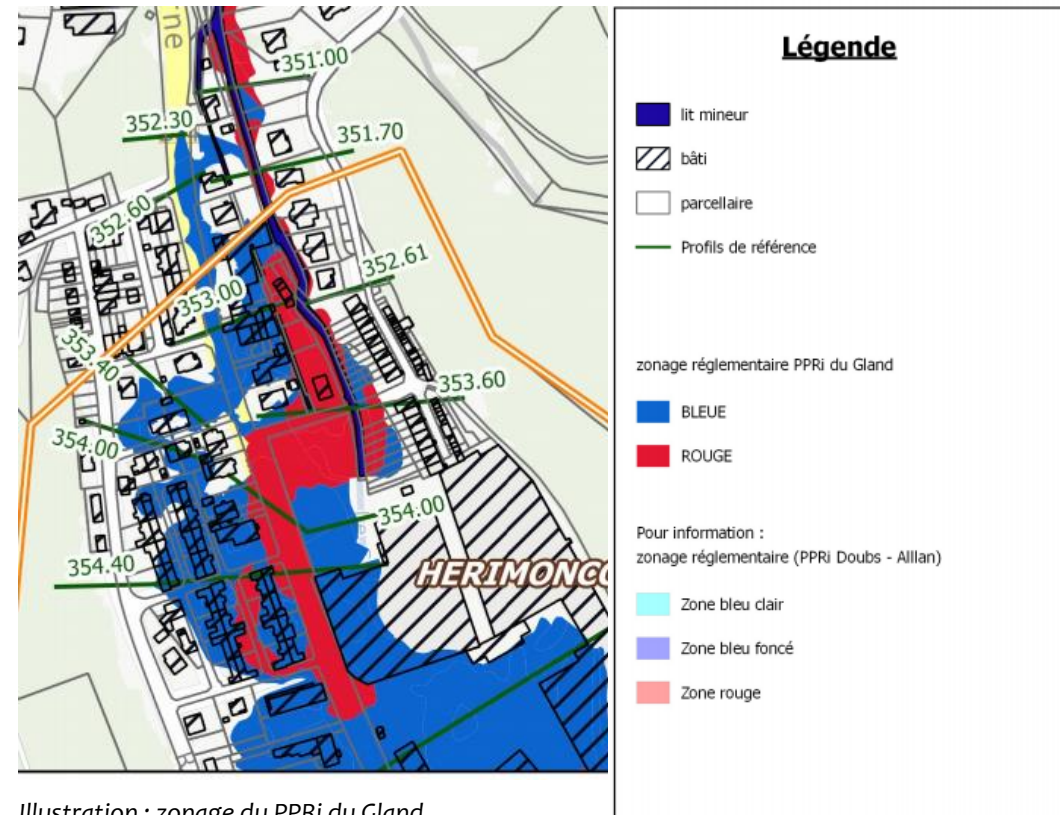 rne
351.00
352.30
351.70
352.60
352.61
353.00
353.40
353.60
354.00
354.00
354.40
HERIMONCO
Légende
lit mineur
bâti
parcellaire
Profils de référence
zonage réglementaire PPRi du Gland
BLEUE
ROUGE
Pour information :
zonage réglementaire (PPRi Doubs - Alllan)
Zone bleu clair
Zone bleu foncé
Zone rouge
Illustration : zonage du PPRi du Gland